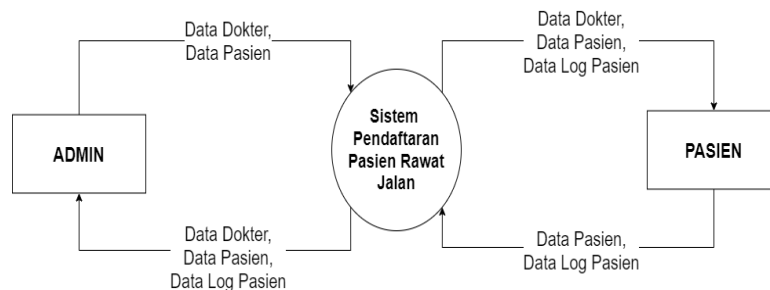 Data Dokter,
Data Pasien
Data Dokter,
Data Pasien,
Data Log Pasien
ADMIN
Sistem
Pendaftaran
Pasien Rawat
Jalan
PASIEN
Data Dokter,
Data Pasien,
Data Log Pasien
Data Pasien,
Data Log Pasien